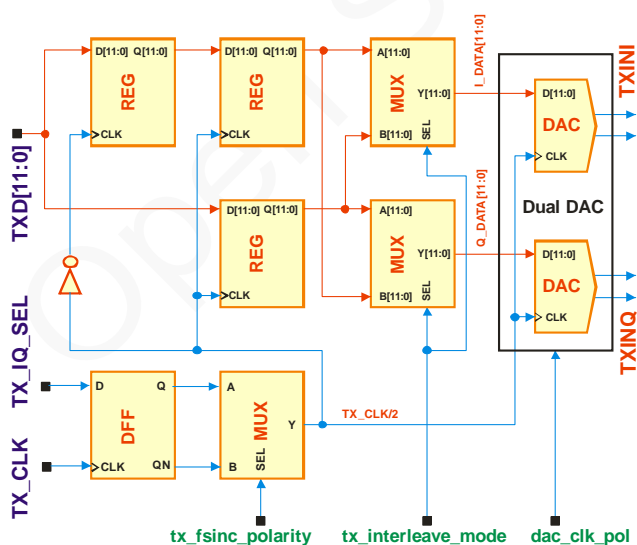 D[11:0] Q[11:0]
REG
CLK
D[11:0] Q[11:0]
REG
CLK
A[11:0]
MUX
Y[11:0]
SEL
B[11:0]
I_DATA[11:0]
D[11:0]
DAC
CLK
TXINI
TXD[11:0]
D[11:0] Q[11:0]
REG
CLK
A[11:0]
MUX
Y[11:0]
SEL
B[11:0]
Q_DATA[11:0]
Dual DAC
D[11:0]
DAC
CLK
TXINQ
TX_IQ_SEL
TX_CLK
D Q
DFF
CLK QN
A
MUX
Y
B
SEL
TX_CLK/2
tx_fsinc_polarity
tx_interleave_mode
dac_clk_pol